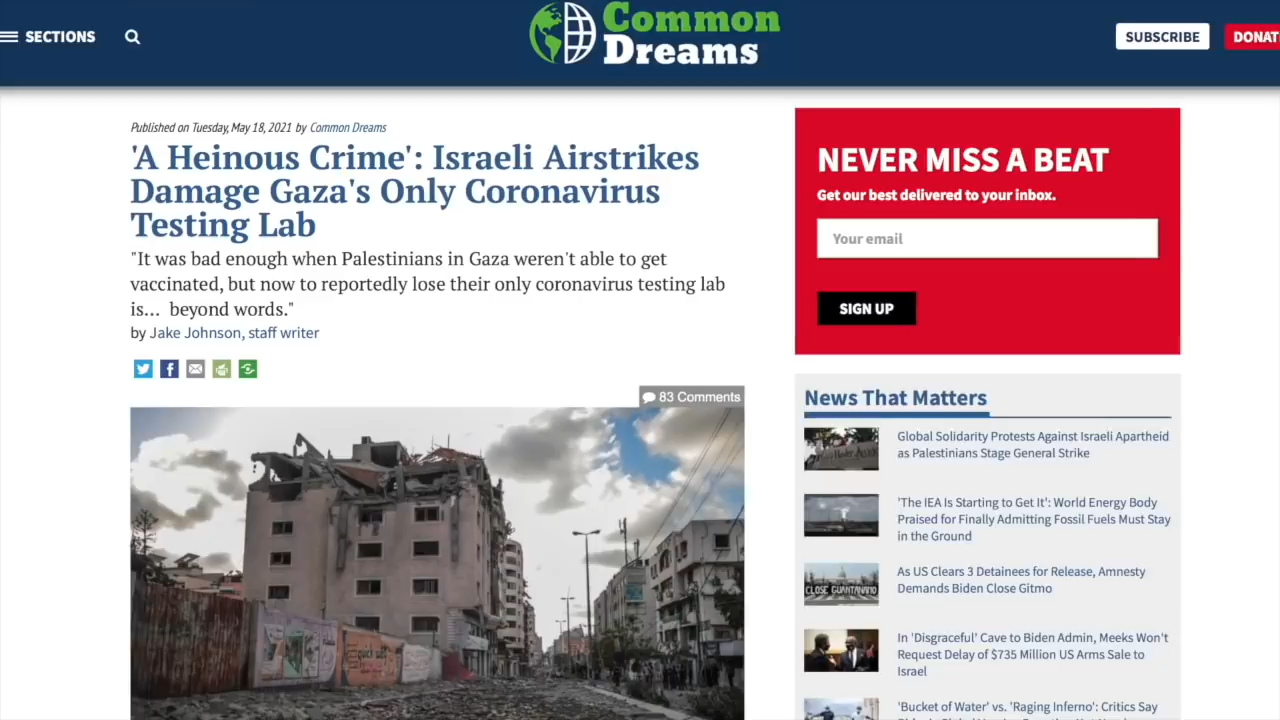 SECTIONS
Common
Dreams
SUBSCRIBE
DONAT
Published on Tuesday, May 18, 2021 by Common Dreams
'A Heinous Crime': Israeli Airstrikes
Damage Gaza's Only Coronavirus
Testing Lab
"It was bad enough when Palestinians in Gaza weren't able to get
vaccinated, but now to reportedly lose their only coronavirus testing lab
is... beyond words."
by Jake Johnson, staff writer
83 Comments
NEVER MISS A BEAT
Get our best delivered to your inbox.
Your email
SIGN UP
News That Matters
Global Solidarity Protests Against Israeli Apartheid
as Palestinians Stage General Strike
'The IEA Is Starting to Get It': World Energy Body
Praised for Finally Admitting Fossil Fuels Must Stay
in the Ground
CLOSE GUANTANAMO
As US Clears 3 Detainees for Release, Amnesty
Demands Biden Close Gitmo
In 'Disgraceful' Cave to Biden Admin, Meeks Won't
Request Delay of $735 Million US Arms Sale to
Israel
'Bucket of Water' vs. 'Raging Inferno': Critics Say